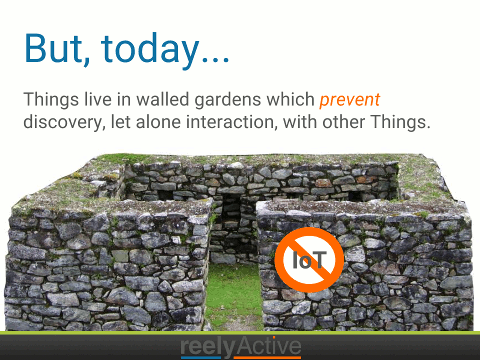 But, today...
Things live in walled gardens which prevent
discovery, let alone interaction, with other Things.
IoT
reelyActive